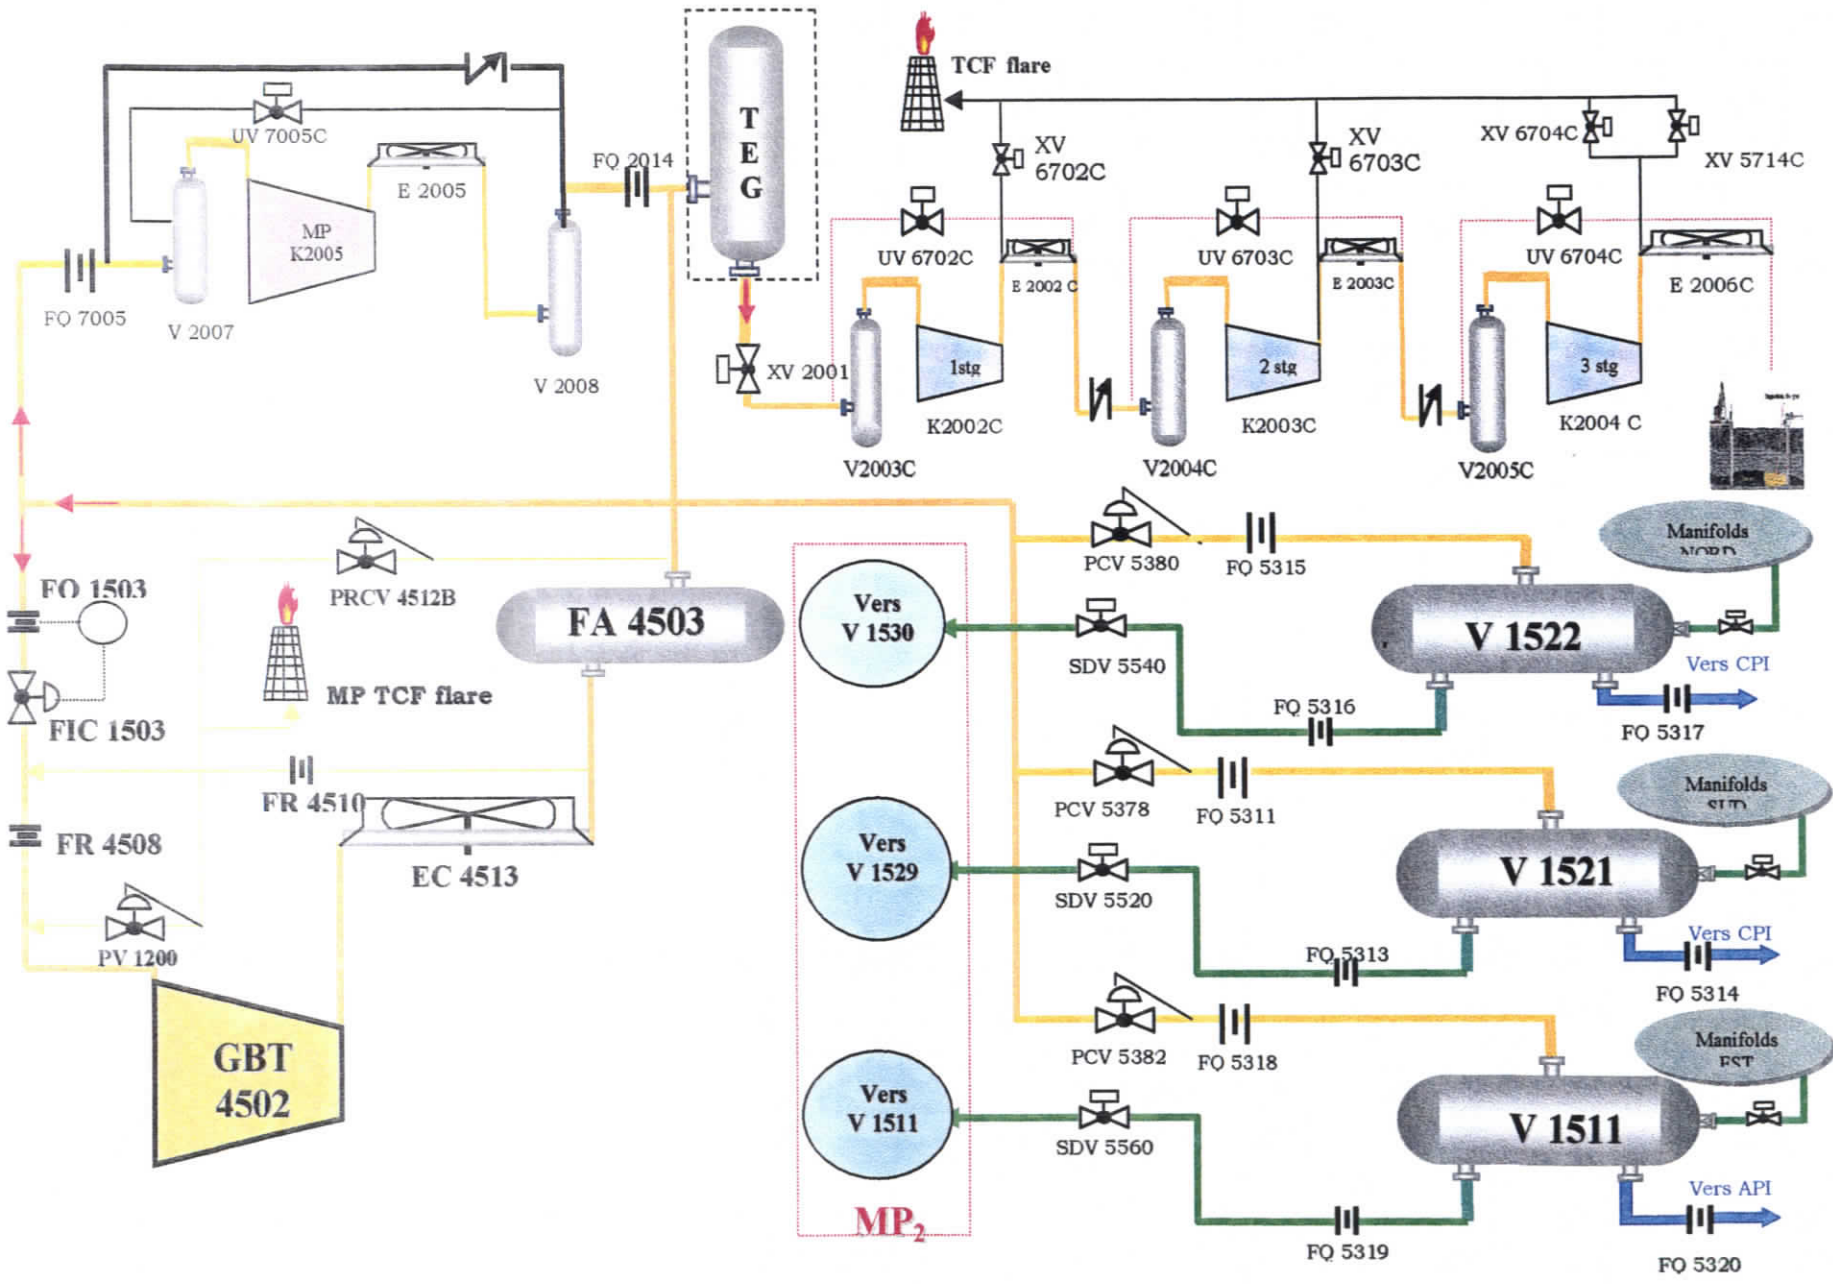 TCF flare
T
E
G
UV 7005C
FQ 2014
E 2005
MP
K2005
FQ 7005
V 2007
V 2008
XV 2001
XV
6702C
XV
6703C
XV 6704C
XV 5714C
UV 6702C
UV 6703C
UV 6704C
E 2002 C
E 2003C
E 2006C
1stg
2 stg
3 stg
K2002C
K2003C
K2004 C
V2003C
V2004C
V2005C
FQ 1503
PRCV 4512B
FA 4503
FIC 1503
MP TCF flare
FR 4510
FR 4508
EC 4513
PV 1200
GBT
4502
Vers
V 1530
Vers
V 1529
Vers
V 1511
MP2
PCV 5380
FQ 5315
Manifolds
NORD
V 1522
SDV 5540
FQ 5316
Vers CPI
FQ 5317
PCV 5378
FQ 5311
Manifolds
SUD
V 1521
SDV 5520
FQ 5313
Vers CPI
FQ 5314
PCV 5382
FQ 5318
Manifolds
EST
V 1511
SDV 5560
FQ 5319
Vers API
FQ 5320